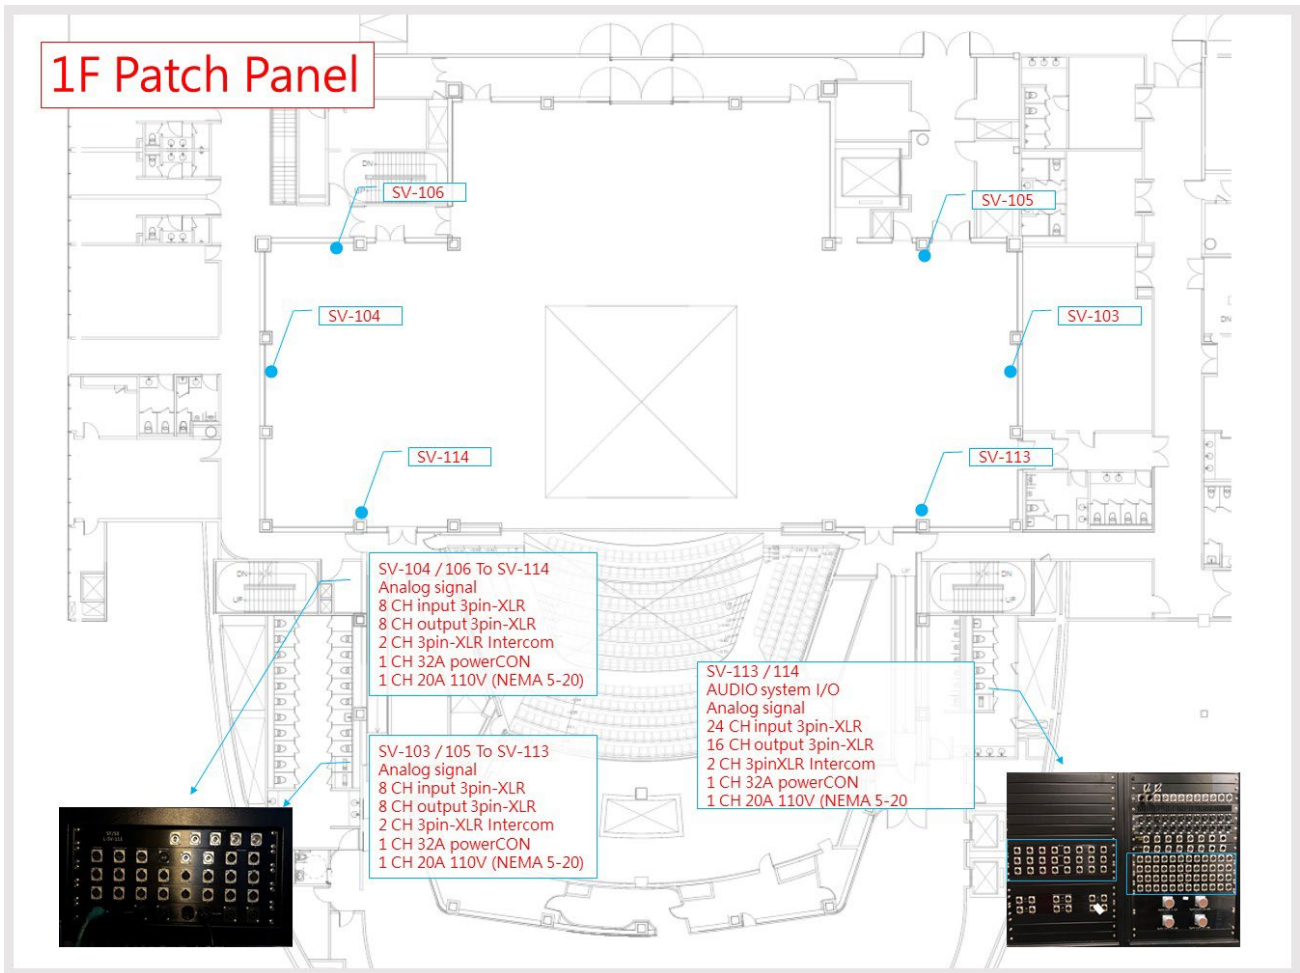 1F Patch Panel
SV-106
SV-105
SV-104
SV-103
SV-114
SV-113
SV-104 / 106 To SV-114
Analog signal
8 CH input 3pin-XLR
8 CH output 3pin-XLR
2 CH 3pin-XLR Intercom
1 CH 32A powerCON
1 CH 20A 110V (NEMA 5-20)
SV-103 / 105 To SV-113
Analog signal
8 CH input 3pin-XLR
8 CH output 3pin-XLR
2 CH 3pin-XLR Intercom
1 CH 32A powerCON
1 CH 20A 110V (NEMA 5-20)
SV-113 / 114
AUDIO system I/O
Analog signal
24 CH input 3pin-XLR
16 CH output 3pin-XLR
2 CH 3pinXLR Intercom
1 CH 32A powerCON
1 CH 20A 110V (NEMA 5-20